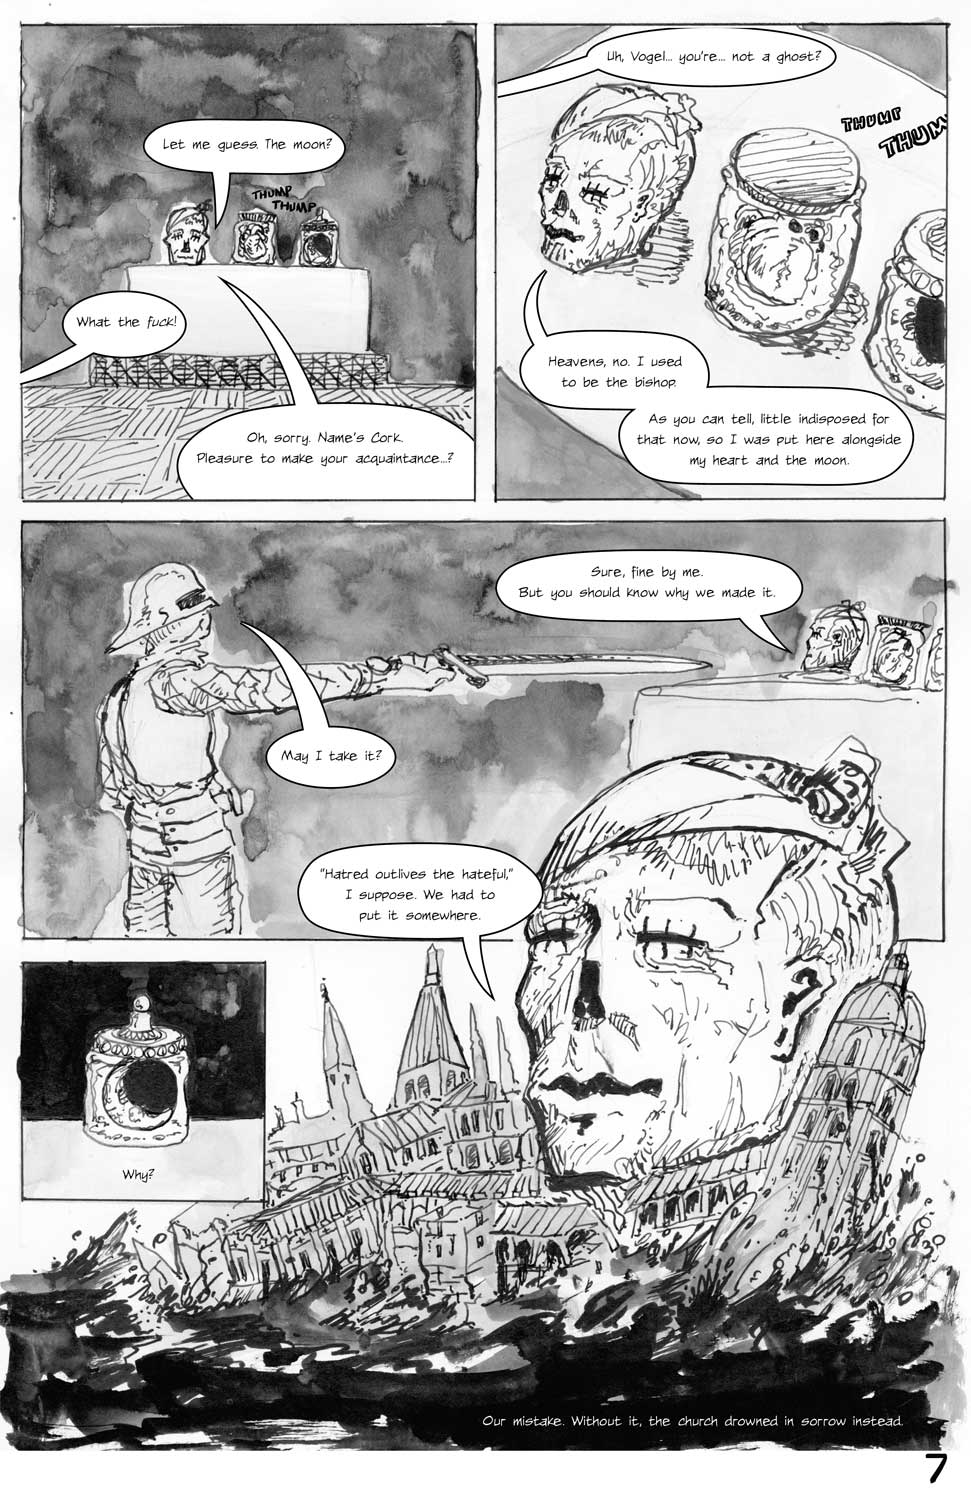 Let me guess. The moon?
THUMP
THUMP
What the fuck!
Oh, sorry. Name's Cork.
Pleasure to make your acquaintance...?
Uh, Vogel... you're... not a ghost?
THUMP
THUM
Heavens, no. I used
to be the bishop.
As you can tell, little indisposed for
that now, so I was put here alongside
my heart and the moon.
Sure, fine by me.
But you should know why we made it.
May I take it?
"Hatred outlives the hateful,"
I suppose. We had to
put it somewhere.
Why?
Our mistake. Without it, the church drowned in sorrow instead.
7